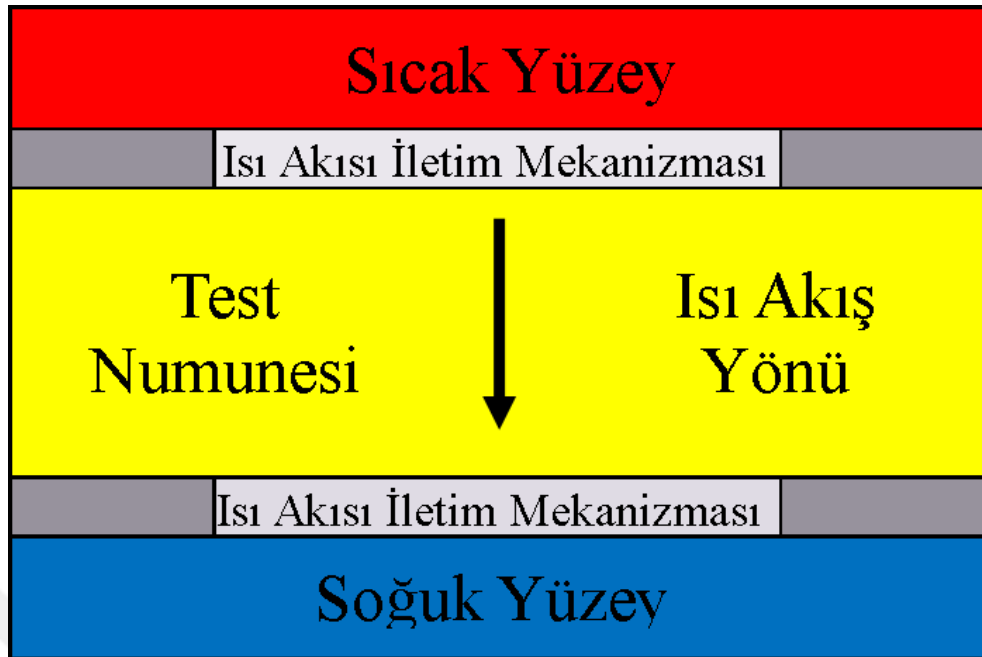 Sıcak Yüzey
Isı Akısı İletim Mekanizması
Test
Numunesi
Isı Akış
Yönü
Isı Akısı İletim Mekanizması
Soğuk Yüzey